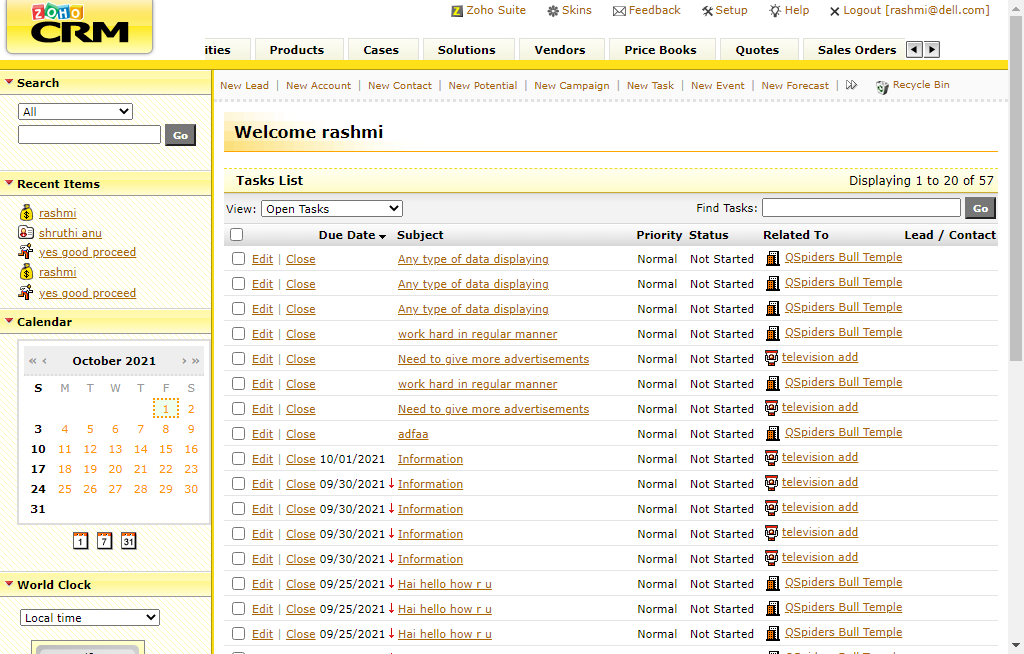 ZOHO CRM
Zoho Suite Skins Feedback Setup Help Logout [rashmi@dell.com]
ities Products Cases Solutions Vendors Price Books Quotes Sales Orders
New Lead | New Account | New Contact | New Potential | New Campaign | New Task | New Event | New Forecast | Recycle Bin
Search
All
Go
Recent Items
rashmi
shruthi anu
yes good proceed
rashmi
yes good proceed
Calendar
« ‹ October 2021 › »
S M T W T F S
1 2
3 4 5 6 7 8 9
10 11 12 13 14 15 16
17 18 19 20 21 22 23
24 25 26 27 28 29 30
31
1 7 31
World Clock
Local time
Welcome rashmi
Tasks List Displaying 1 to 20 of 57
View: Open Tasks Find Tasks: Go
Due Date Subject Priority Status Related To Lead / Contact
Edit | Close Any type of data displaying Normal Not Started QSpiders Bull Temple
Edit | Close Any type of data displaying Normal Not Started QSpiders Bull Temple
Edit | Close Any type of data displaying Normal Not Started QSpiders Bull Temple
Edit | Close work hard in regular manner Normal Not Started QSpiders Bull Temple
Edit | Close Need to give more advertisements Normal Not Started television add
Edit | Close work hard in regular manner Normal Not Started QSpiders Bull Temple
Edit | Close Need to give more advertisements Normal Not Started television add
Edit | Close adfaa Normal Not Started QSpiders Bull Temple
Edit | Close 10/01/2021 Information Normal Not Started television add
Edit | Close 09/30/2021 Information Normal Not Started television add
Edit | Close 09/30/2021 Information Normal Not Started television add
Edit | Close 09/30/2021 Information Normal Not Started television add
Edit | Close 09/30/2021 Information Normal Not Started television add
Edit | Close 09/25/2021 Hai hello how r u Normal Not Started QSpiders Bull Temple
Edit | Close 09/25/2021 Hai hello how r u Normal Not Started QSpiders Bull Temple
Edit | Close 09/25/2021 Hai hello how r u Normal Not Started QSpiders Bull Temple